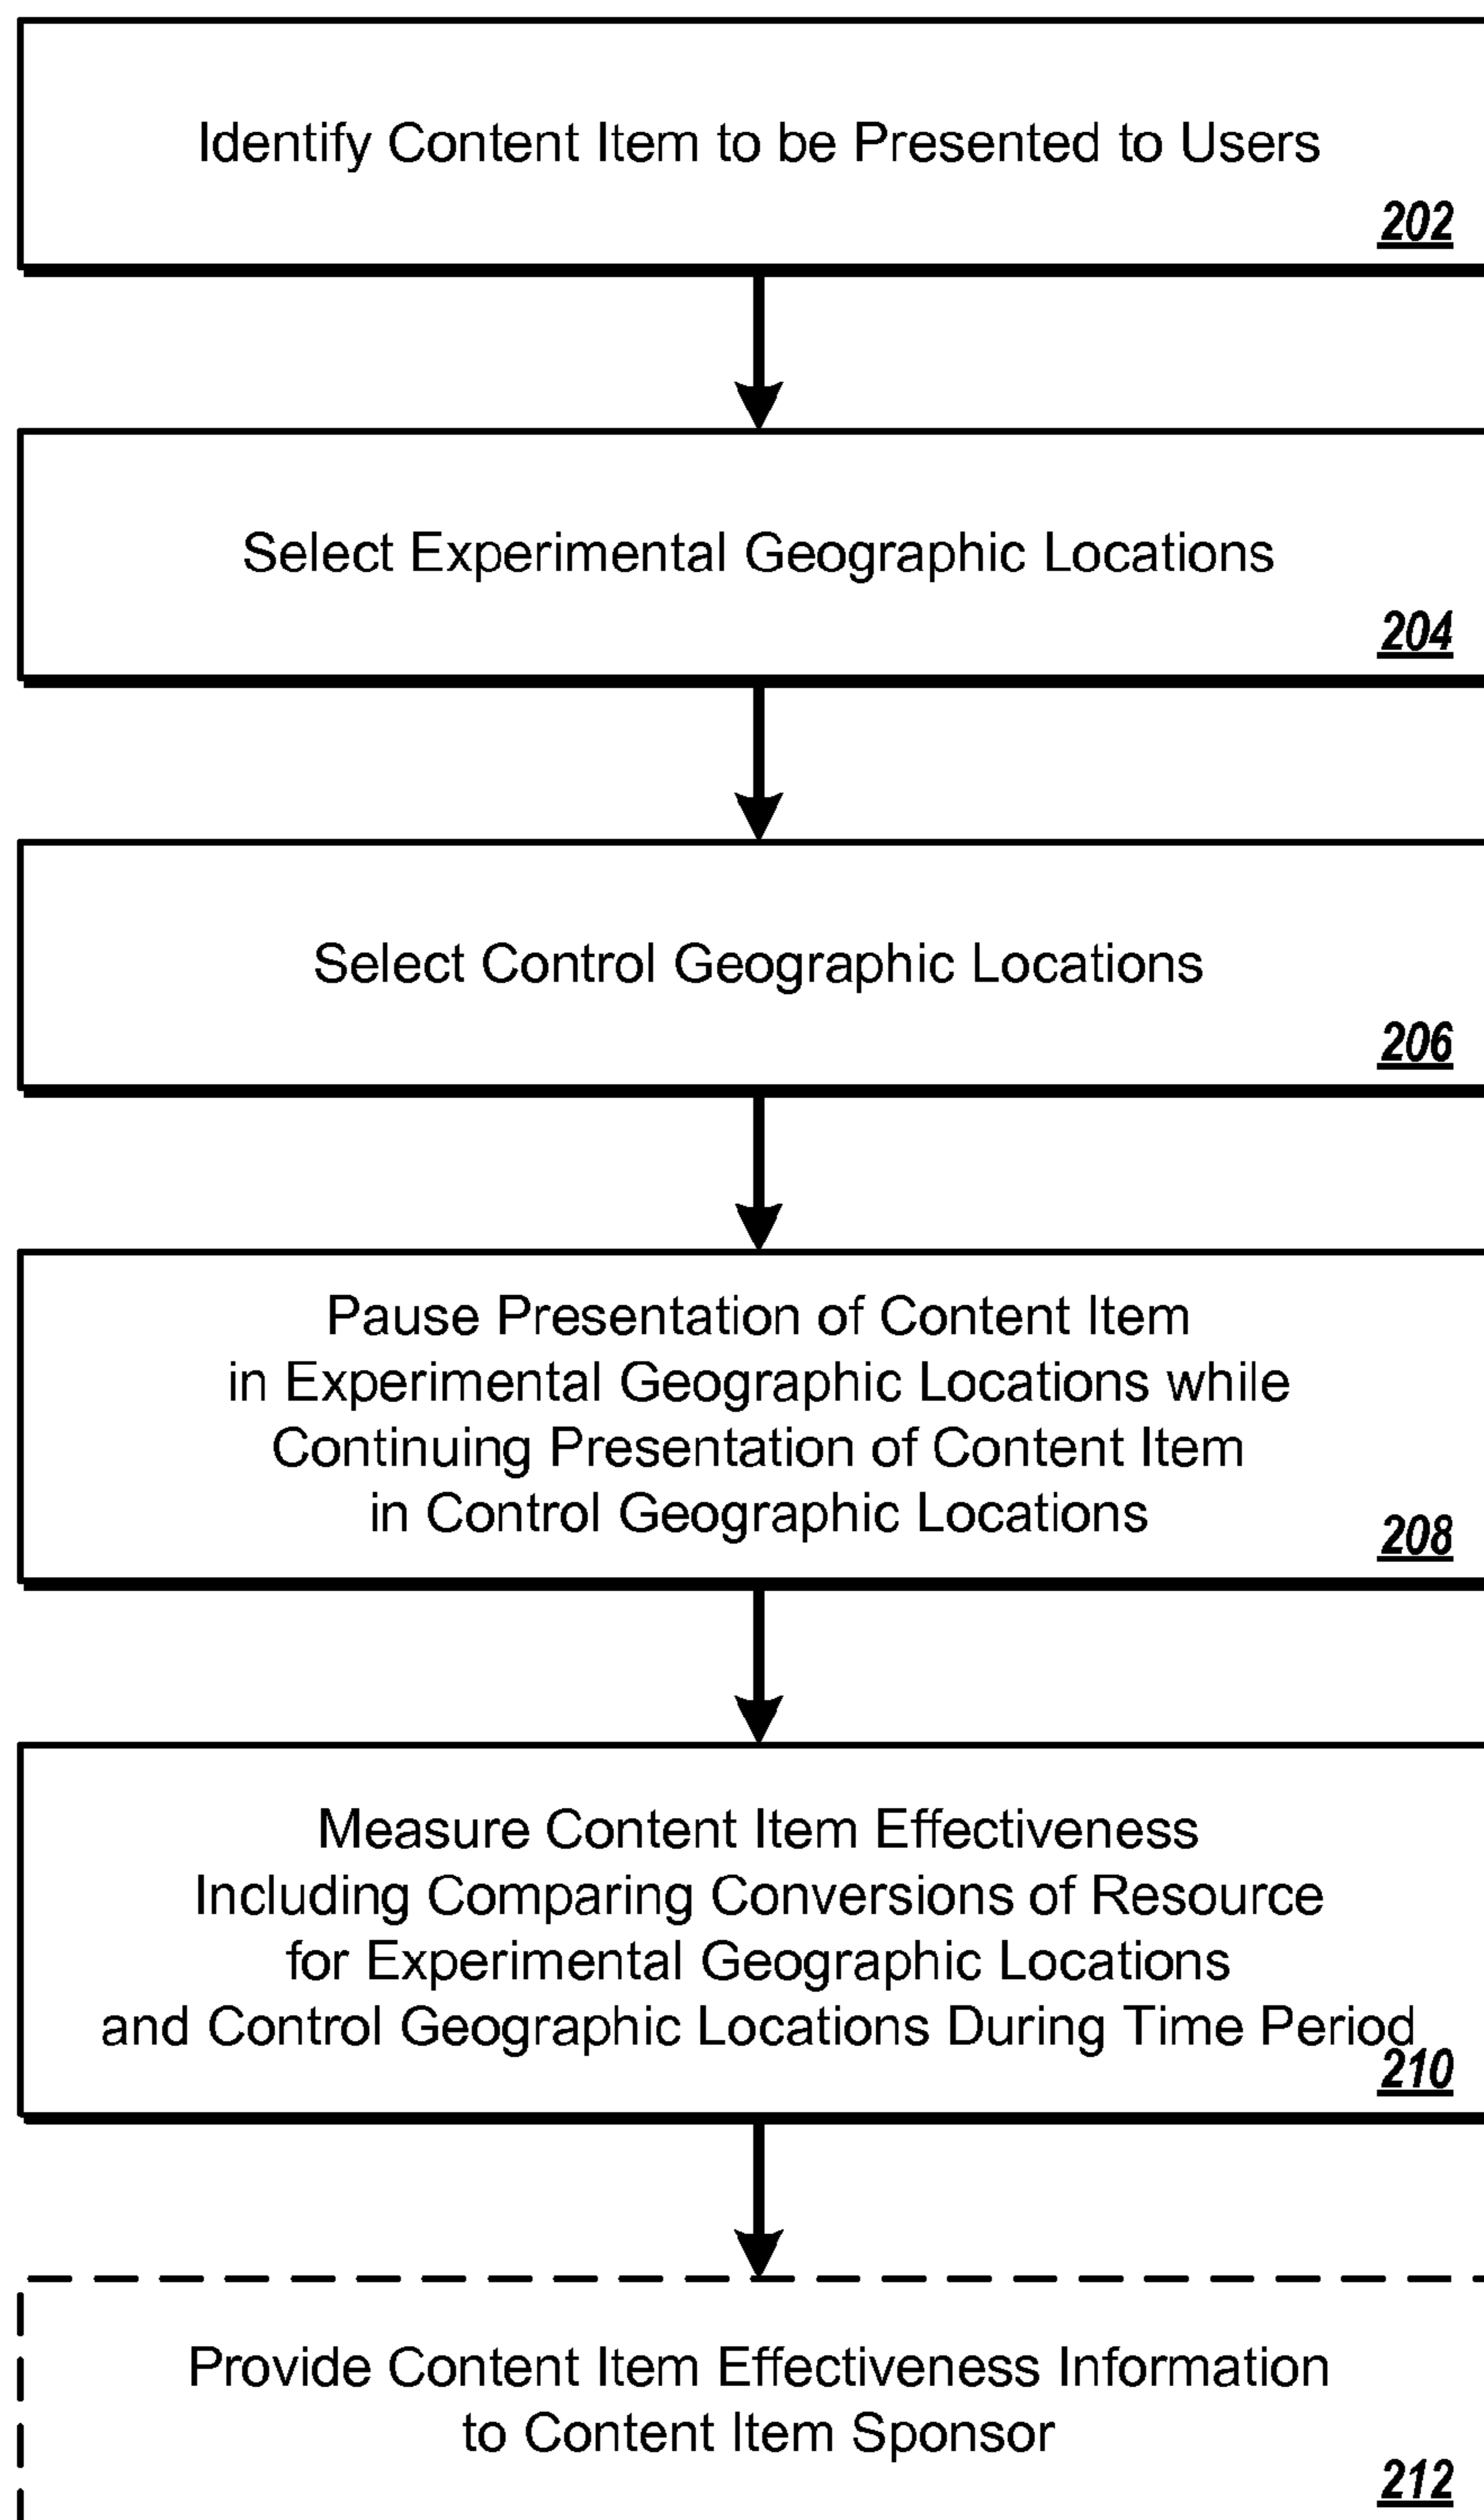 Identify Content Item to be Presented to Users
202
Select Experimental Geographic Locations
204
Select Control Geographic Locations
206
Pause Presentation of Content Item
in Experimental Geographic Locations while
Continuing Presentation of Content Item
in Control Geographic Locations
208
Measure Content Item Effectiveness
Including Comparing Conversions of Resource
for Experimental Geographic Locations
and Control Geographic Locations During Time Period
210
Provide Content Item Effectiveness Information
to Content Item Sponsor
212